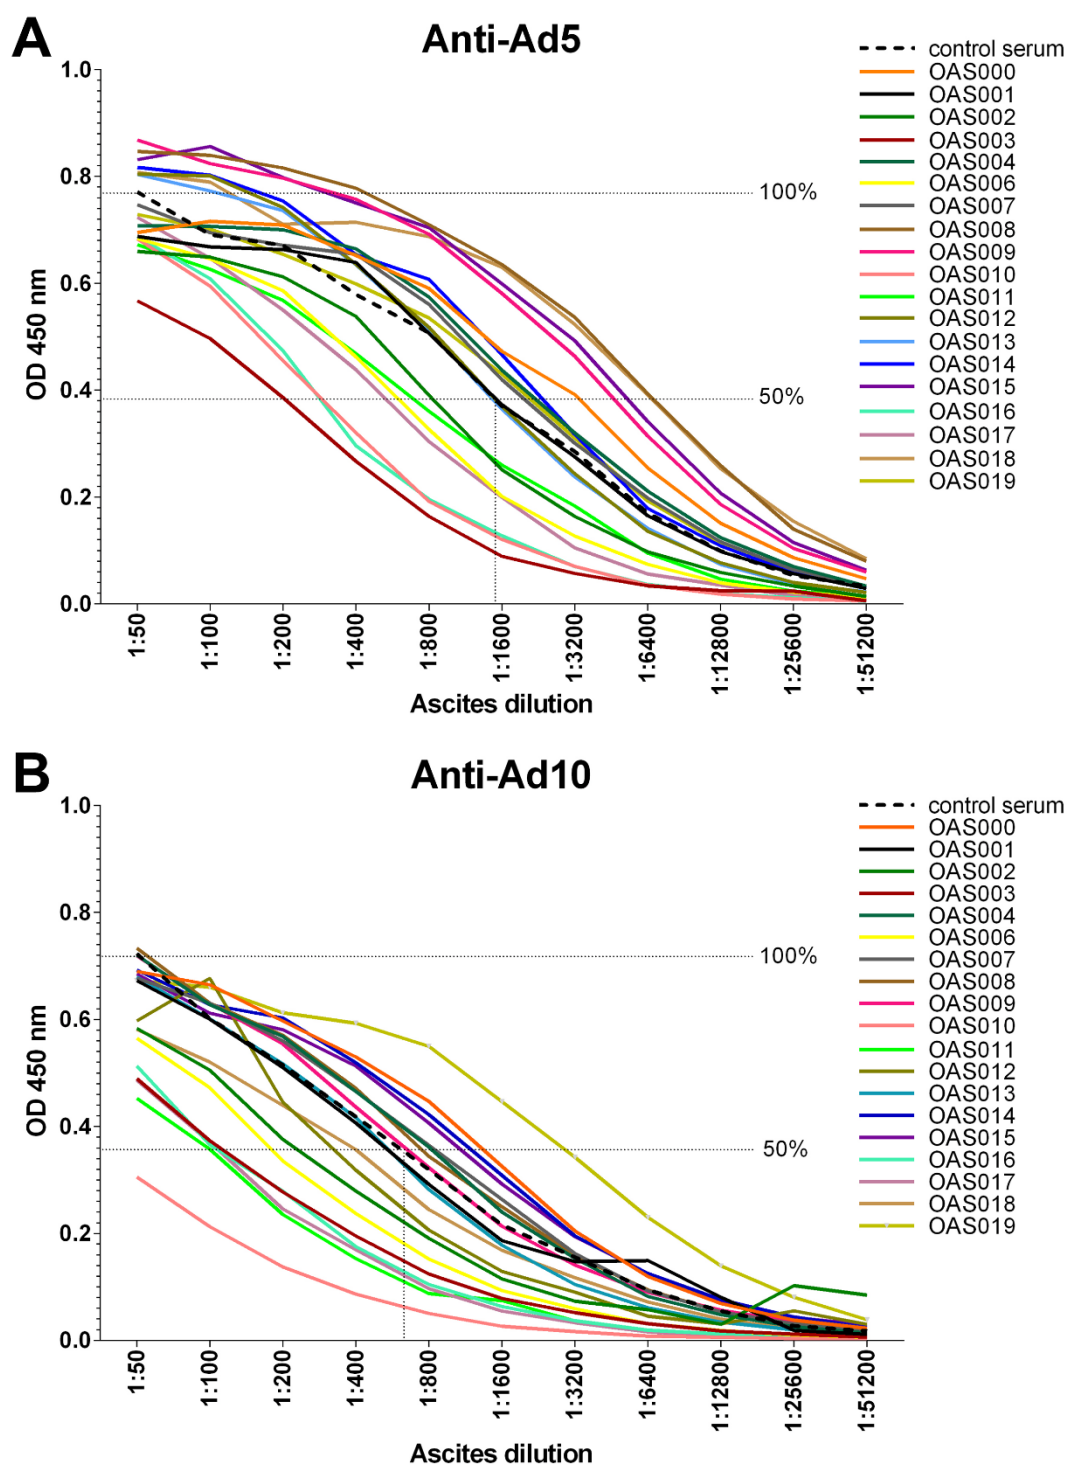 A
Anti-Ad5
1.0
0.8
0.6
0.4
0.2
0.0
OD 450 nm
100%
50%
1:50
1:100
1:200
1:400
1:800
1:1600
1:3200
1:6400
1:12800
1:25600
1:51200
Ascites dilution
control serum
OAS000
OAS001
OAS002
OAS003
OAS004
OAS006
OAS007
OAS008
OAS009
OAS010
OAS011
OAS012
OAS013
OAS014
OAS015
OAS016
OAS017
OAS018
OAS019
B
Anti-Ad10
1.0
0.8
0.6
0.4
0.2
0.0
OD 450 nm
100%
50%
1:50
1:100
1:200
1:400
1:800
1:1600
1:3200
1:6400
1:12800
1:25600
1:51200
Ascites dilution
control serum
OAS000
OAS001
OAS002
OAS003
OAS004
OAS006
OAS007
OAS008
OAS009
OAS010
OAS011
OAS012
OAS013
OAS014
OAS015
OAS016
OAS017
OAS018
OAS019